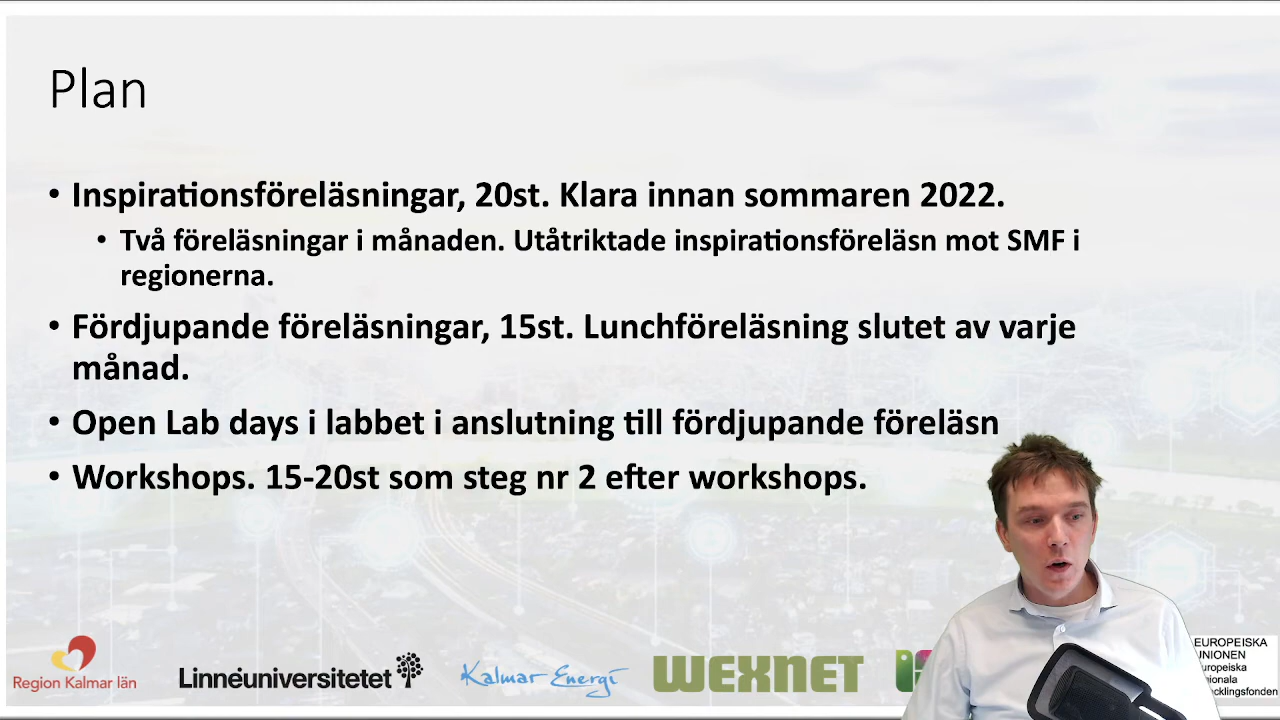 Plan
• Inspirationsföreläsningar, 20st. Klara innan sommaren 2022.
• Två föreläsningar i månaden. Utåtriktade inspirationsföreläsn mot SMF i
regionerna.
• Fördjupande föreläsningar, 15st. Lunchföreläsning slutet av varje
månad.
• Open Lab days i labbet i anslutning till fördjupande föreläsn
• Workshops. 15-20st som steg nr 2 efter workshops.
Region Kalmar län
Linnéuniversitetet
Kalmar Energi
WEXNET
EUROPEISKA
UNIONEN